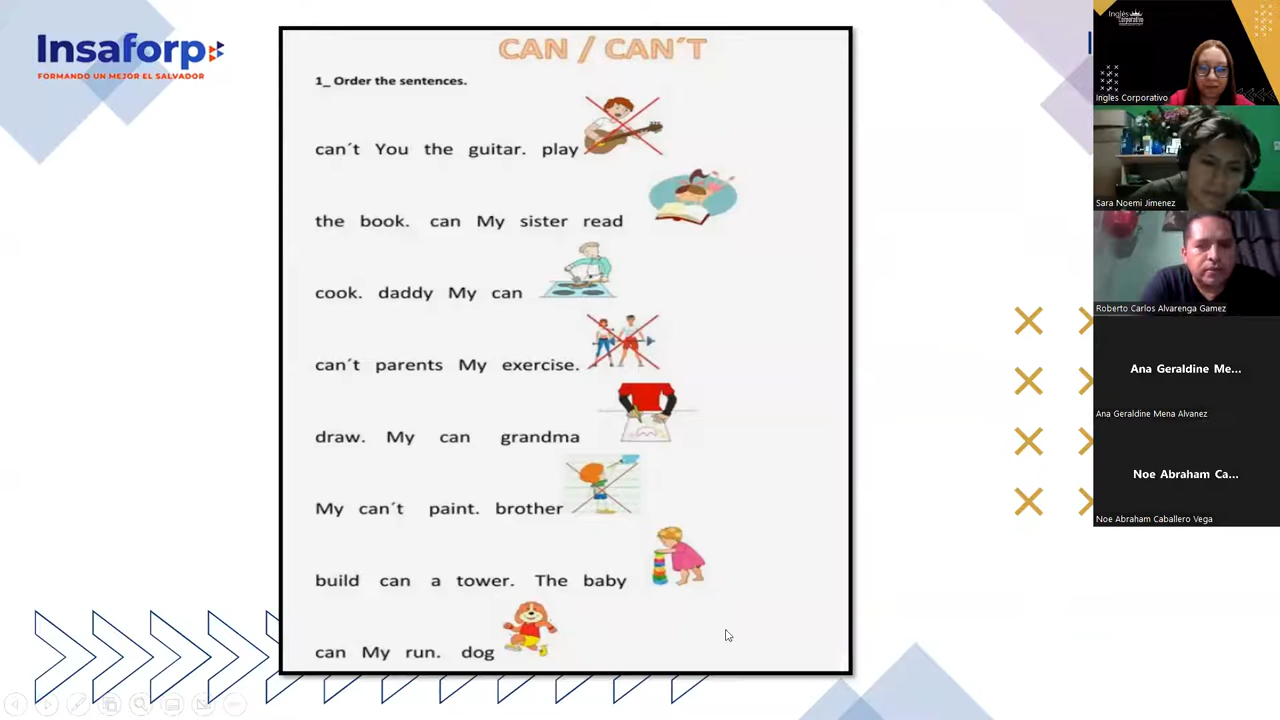 Insaforp
FORMANDO UN MEJOR EL SALVADOR
CAN / CAN´T
1_ Order the sentences.
can´t You the guitar. play
the book. can My sister read
cook. daddy My can
can´t parents My exercise.
draw. My can grandma
My can´t paint. brother
build can a tower. The baby
can My run. dog
Inglés
Corporativo
Ingles Corporativo
Sara Noemi Jimenez
Roberto Carlos Alvarenga Gamez
Ana Geraldine Me...
Ana Geraldine Mena Alvanez
Noe Abraham Ca...
Noe Abraham Caballero Vega